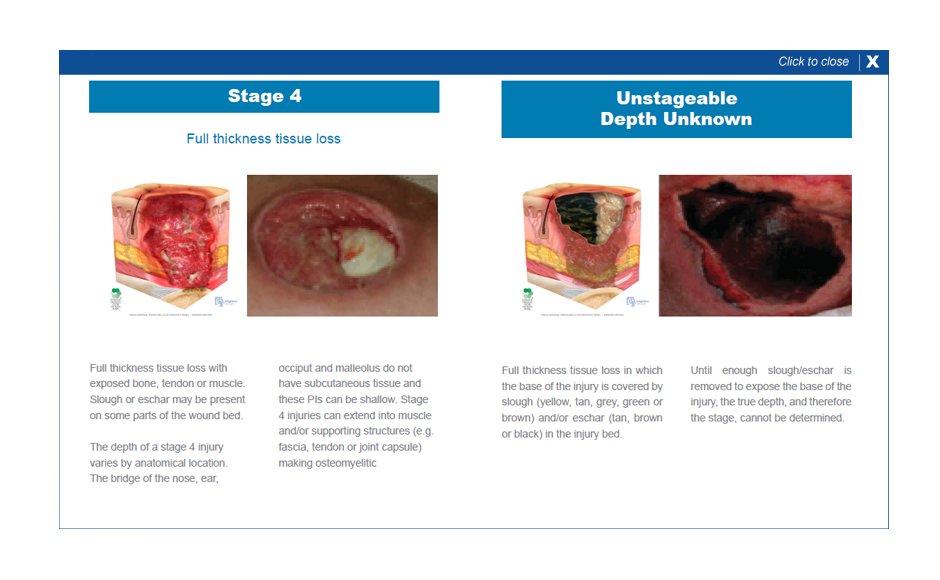 Click to close X
Stage 4
Full thickness tissue loss
Full thickness tissue loss with
exposed bone, tendon or muscle.
Slough or eschar may be present
on some parts of the wound bed.
The depth of a stage 4 injury
varies by anatomical location.
The bridge of the nose, ear,
occiput and malleolus do not
have subcutaneous tissue and
these PIs can be shallow. Stage
4 injuries can extend into muscle
and/or supporting structures (e.g.
fascia, tendon or joint capsule)
making osteomyelitic
Unstageable
Depth Unknown
Full thickness tissue loss in which
the base of the injury is covered by
slough (yellow, tan, grey, green or
brown) and/or eschar (tan, brown
or black) in the injury bed.
Until enough slough/eschar is
removed to expose the base of the
injury, the true depth, and therefore
the stage, cannot be determined.